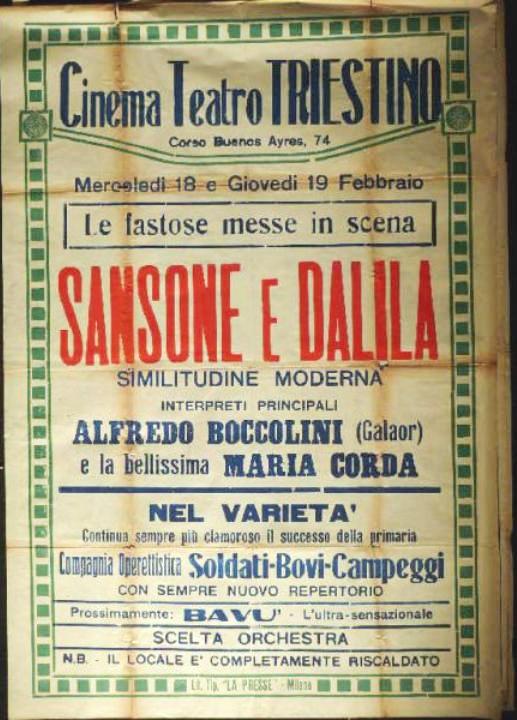 Cinema Teatro TRIESTINO
Corso Buenos Ayres, 74
Mercoledi 18 e Giovedi 19 Febbraio
Le fastose messe in scena
SANSONE E DALILA
SIMILITUDINE MODERNA
INTERPRETI PRINCIPALI
ALFREDO BOCCOLINI (Galaor)
e la bellissima MARIA CORDA
NEL VARIETA'
Continua sempre più clamoroso il successo della primaria
Compagnia Operettistica Soldati-Bovi-Campeggi
CON SEMPRE NUOVO REPERTORIO
Prossimamente: BAVU' - L'ultra-sensazionale
SCELTA ORCHESTRA
N.B. - IL LOCALE E' COMPLETAMENTE RISCALDATO
Lit. Tip. "LA PRESSE" - Milano